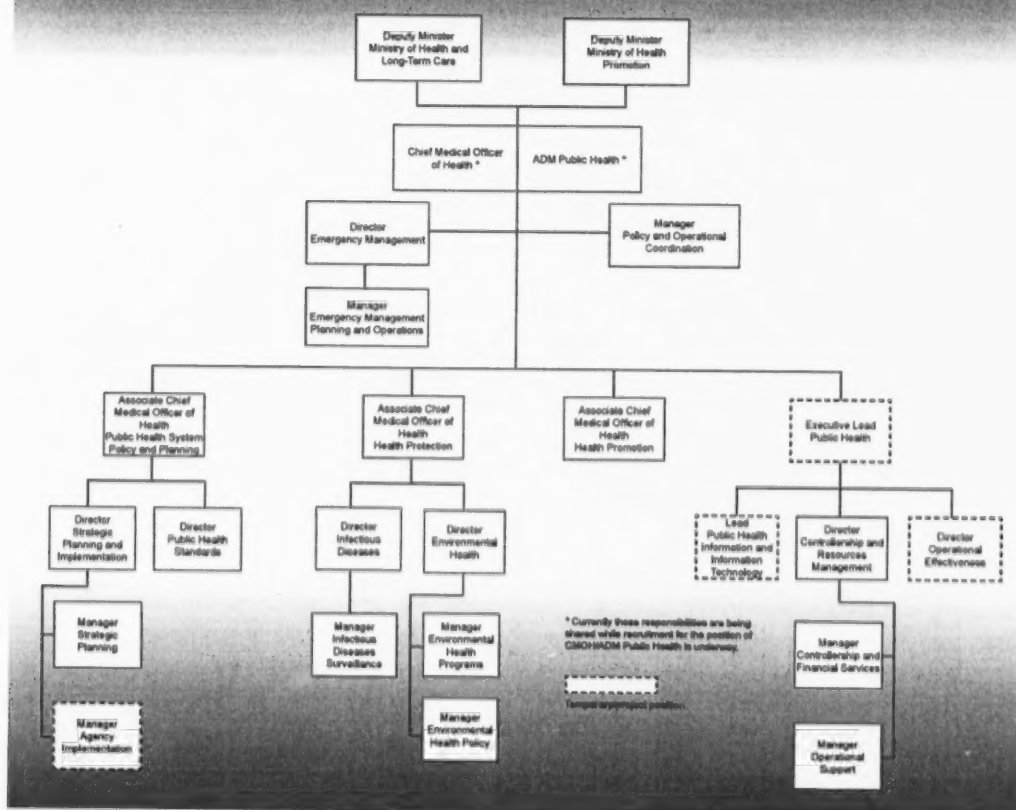 Deputy Minister
Ministry of Health and
Long-Term Care
Deputy Minister
Ministry of Health
Promotion
Chief Medical Officer
of Health *
ADM Public Health *
Director
Emergency Management
Manager
Policy and Operational
Coordination
Manager
Emergency Management
Planning and Operations
Associate Chief
Medical Officer of
Health
Public Health System
Policy and Planning
Associate Chief
Medical Officer of
Health
Health Protection
Associate Chief
Medical Officer of
Health
Health Promotion
Executive Lead
Public Health
Director
Strategic
Planning and
Implementation
Director
Public Health
Standards
Director
Infectious
Diseases
Director
Environmental
Health
Lead
Public Health
Information and
Information
Technology
Director
Controllership and
Resources
Management
Director
Operational
Effectiveness
Manager
Strategic
Planning
Manager
Infectious
Diseases
Surveillance
Manager
Environmental
Health
Programs
* Currently these responsibilities are being
shared while recruitment for the position of
CMOH/ADM Public Health is underway.
Manager
Controllership and
Financial Services
Temporary/project position
Manager
Agency
Implementation
Manager
Environmental
Health Policy
Manager
Operational
Support